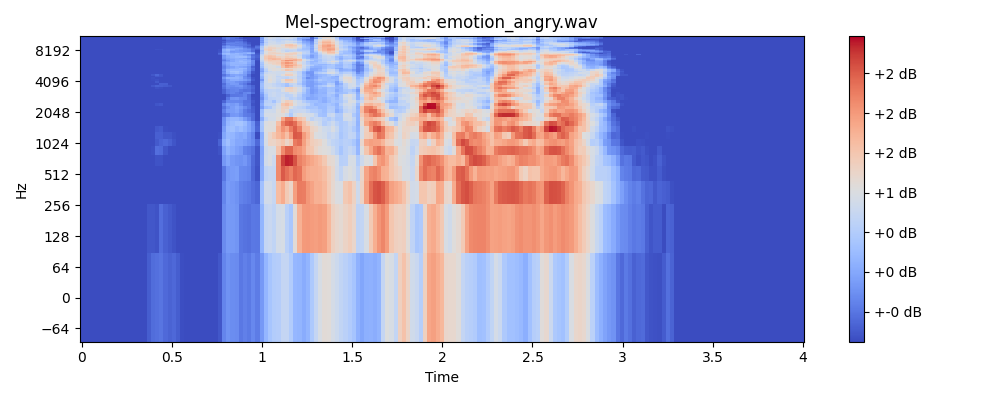 Mel-spectrogram: emotion_angry.wav
Hz
8192
4096
2048
1024
512
256
128
64
0
−64
0 0.5 1 1.5 2 2.5 3 3.5 4
Time
+2 dB
+2 dB
+2 dB
+1 dB
+0 dB
+0 dB
+-0 dB